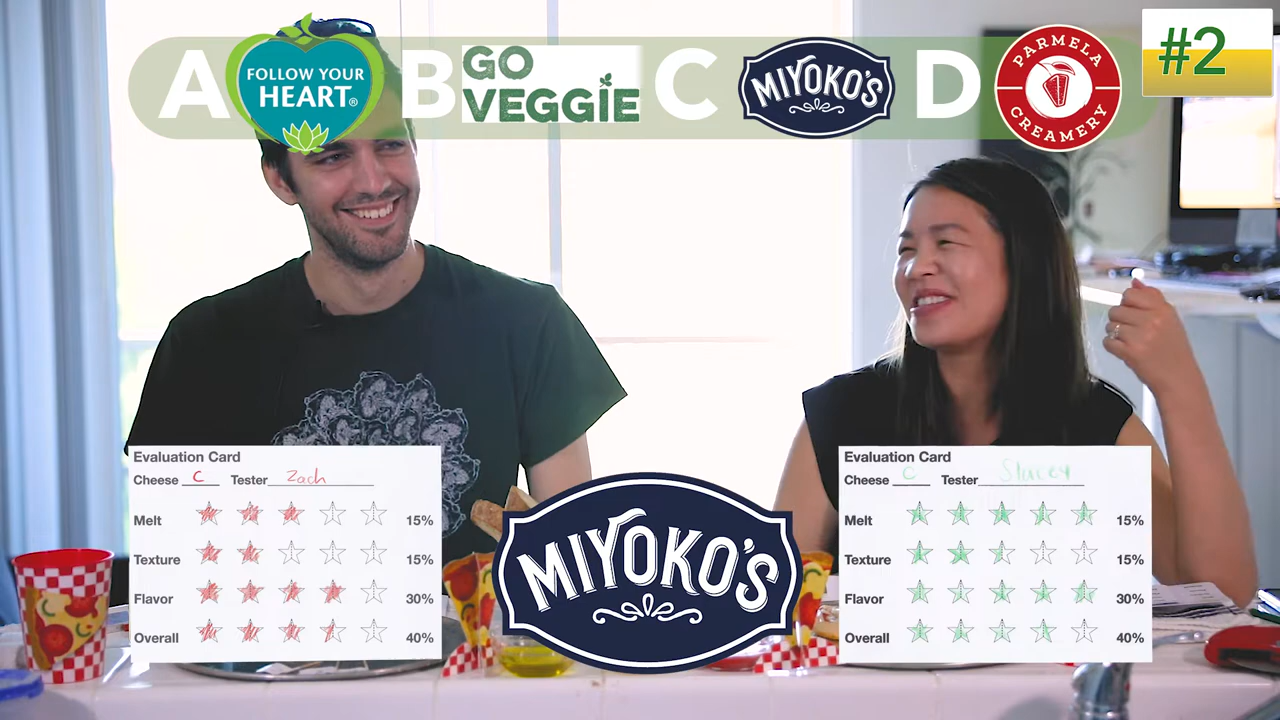 A
FOLLOW YOUR
HEART®
B
GO
VEGGIE
C
MIYOKO'S
D
PARMELA
CREAMERY
#2
Evaluation Card
Cheese C Tester Zach
Melt 15%
Texture 15%
Flavor 30%
Overall 40%
MIYOKO'S
Evaluation Card
Cheese C Tester Stacey
Melt 15%
Texture 15%
Flavor 30%
Overall 40%